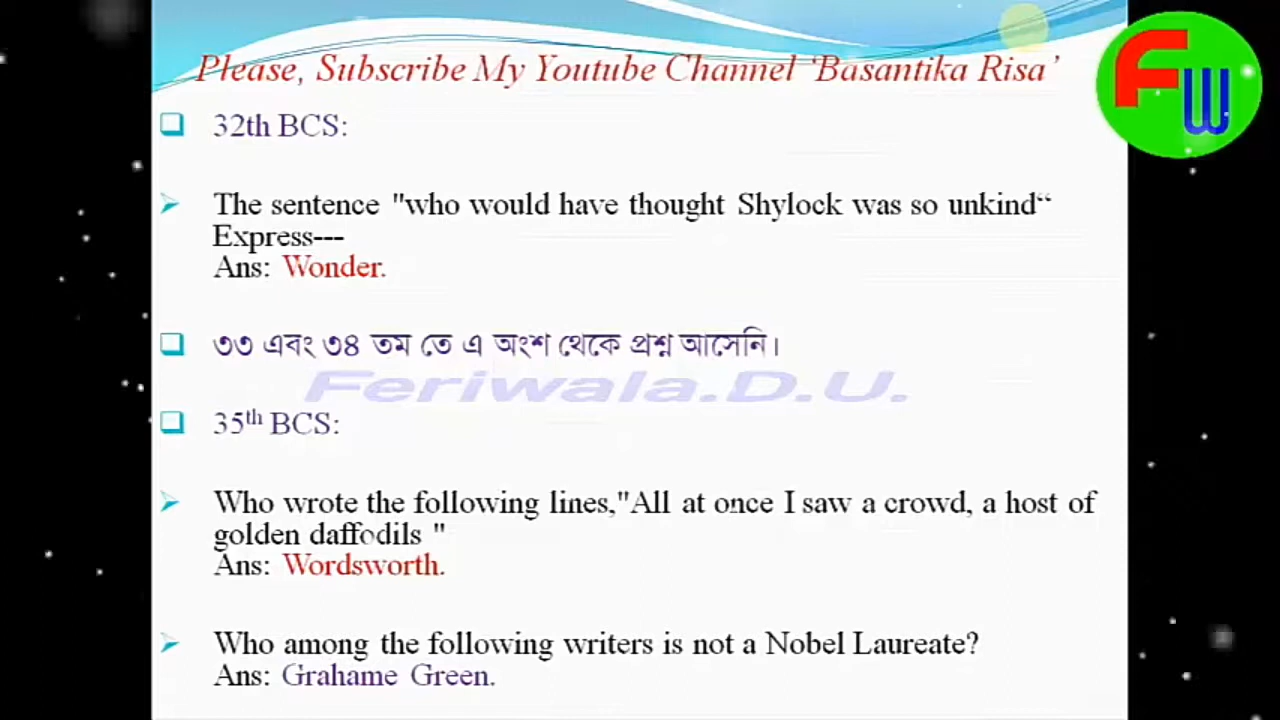 Please, Subscribe My Youtube Channel ‘Basantika Risa’
FW
32th BCS:
The sentence "who would have thought Shylock was so unkind“
Express---
Ans: Wonder.
৩৩ এবং ৩৪ তম তে এ অংশ থেকে প্রশ্ন আসেনি।
Feriwala.D.U.
35th BCS:
Who wrote the following lines,"All at once I saw a crowd, a host of
golden daffodils "
Ans: Wordsworth.
Who among the following writers is not a Nobel Laureate?
Ans: Grahame Green.